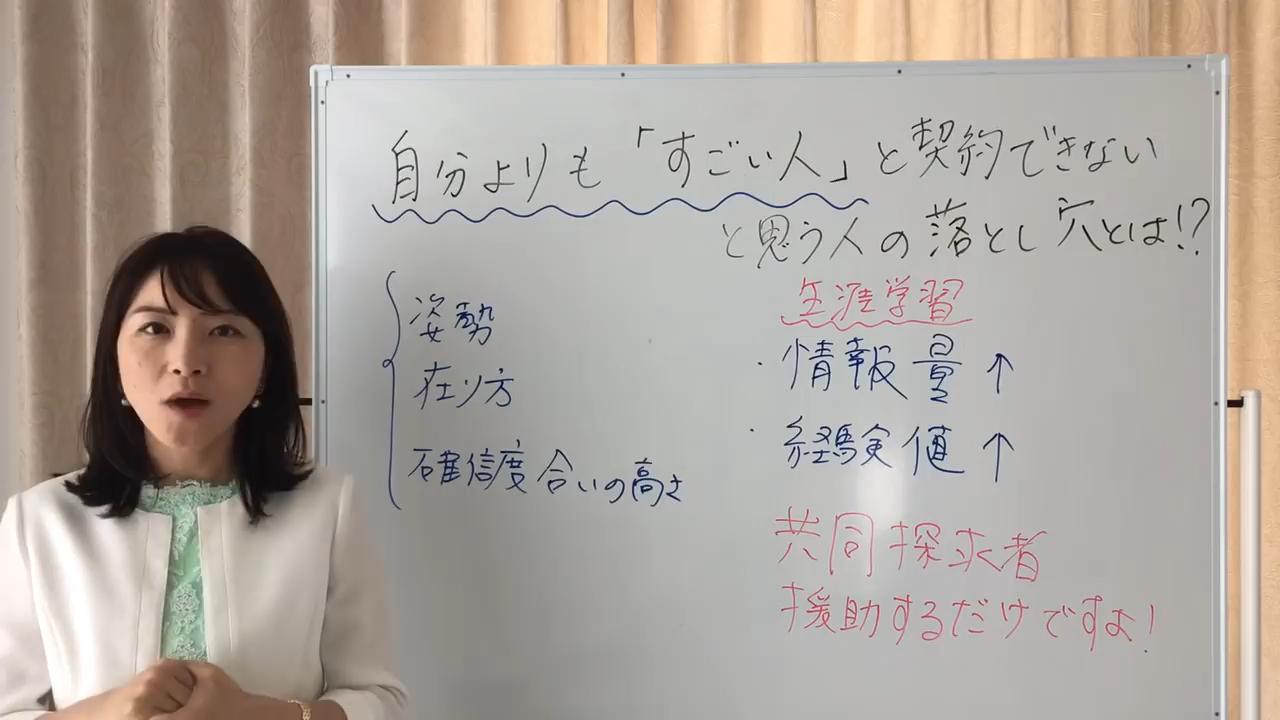 自分よりも「すごい人」と契約できない
と思う人の落とし穴とは!?
姿勢
在り方
確信度合いの高さ
生涯学習
・情報量↑
・経験値↑
共同探求者
援助するだけですよ!